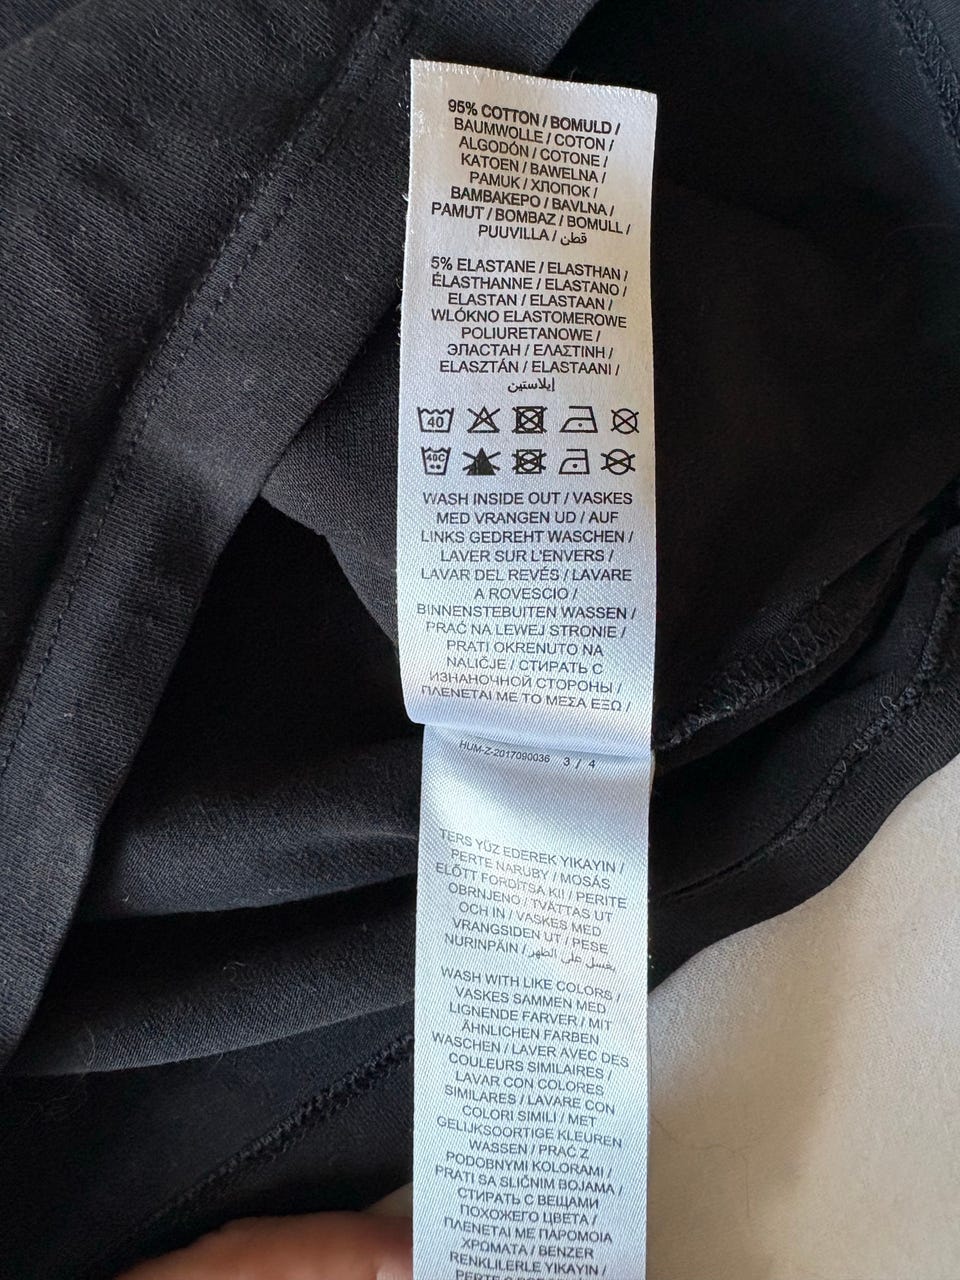 95% COTTON / BOMULD /
BAUMWOLLE / COTON /
ALGODÓN / COTONE /
KATOEN / BAWELNA /
PAMUK / ХЛОПОК /
BAMBAKEPO / BAVLNA /
PAMUT / BOMBAZ / BOMULL /
PUUVILLA / قطن
5% ELASTANE / ELASTHAN /
ÉLASTHANNE / ELASTANO /
ELASTAN / ELASTAAN /
WLÓKNO ELASTOMEROWE
POLIURETANOWE /
ЭЛАСТАН / ΕΛΑΣΤΙΝΗ /
ELASZTÁN / ELASTAANI /
إيلاستين
40
40C
WASH INSIDE OUT / VASKES
MED VRANGEN UD / AUF
LINKS GEDREHT WASCHEN /
LAVER SUR L'ENVERS /
LAVAR DEL REVÉS / LAVARE
A ROVESCIO /
BINNENSTEBUITEN WASSEN /
PRAĆ NA LEWEJ STRONIE /
PRATI OKRENUTO NA
NALIČJE / СТИРАТЬ С
ИЗНАНОЧНОЙ СТОРОНЫ /
ΠΛΕΝΕΤΑΙ ΜΕ ΤΟ ΜΕΣΑ ΕΞΩ /
HUM-Z-2017090036 3 / 4
TERS YÜZ EDEREK YIKAYIN /
PERTE NARUBY / MOSÁS
ELŐTT FORDÍTSA KI! / PERITE
OBRNJENO / TVÄTTAS UT
OCH IN / VASKES MED
VRANGSIDEN UT / PESE
NURINPÄIN / يغسل على الظهر
WASH WITH LIKE COLORS /
VASKES SAMMEN MED
LIGNENDE FARVER / MIT
ÄHNLICHEN FARBEN
WASCHEN / LAVER AVEC DES
COULEURS SIMILAIRES /
LAVAR CON COLORES
SIMILARES / LAVARE CON
COLORI SIMILI / MET
GELIJKSOORTIGE KLEUREN
WASSEN / PRAĆ Z
PODOBNYMI KOLORAMI /
PRATI SA SLIČNIM BOJAMA /
СТИРАТЬ С ВЕЩАМИ
ПОХОЖЕГО ЦВЕТА /
ΠΛΕΝΕΤΑΙ ΜΕ ΠΑΡΟΜΟΙΑ
ΧΡΩΜΑΤΑ / BENZER
RENKLILERLE YIKAYIN /